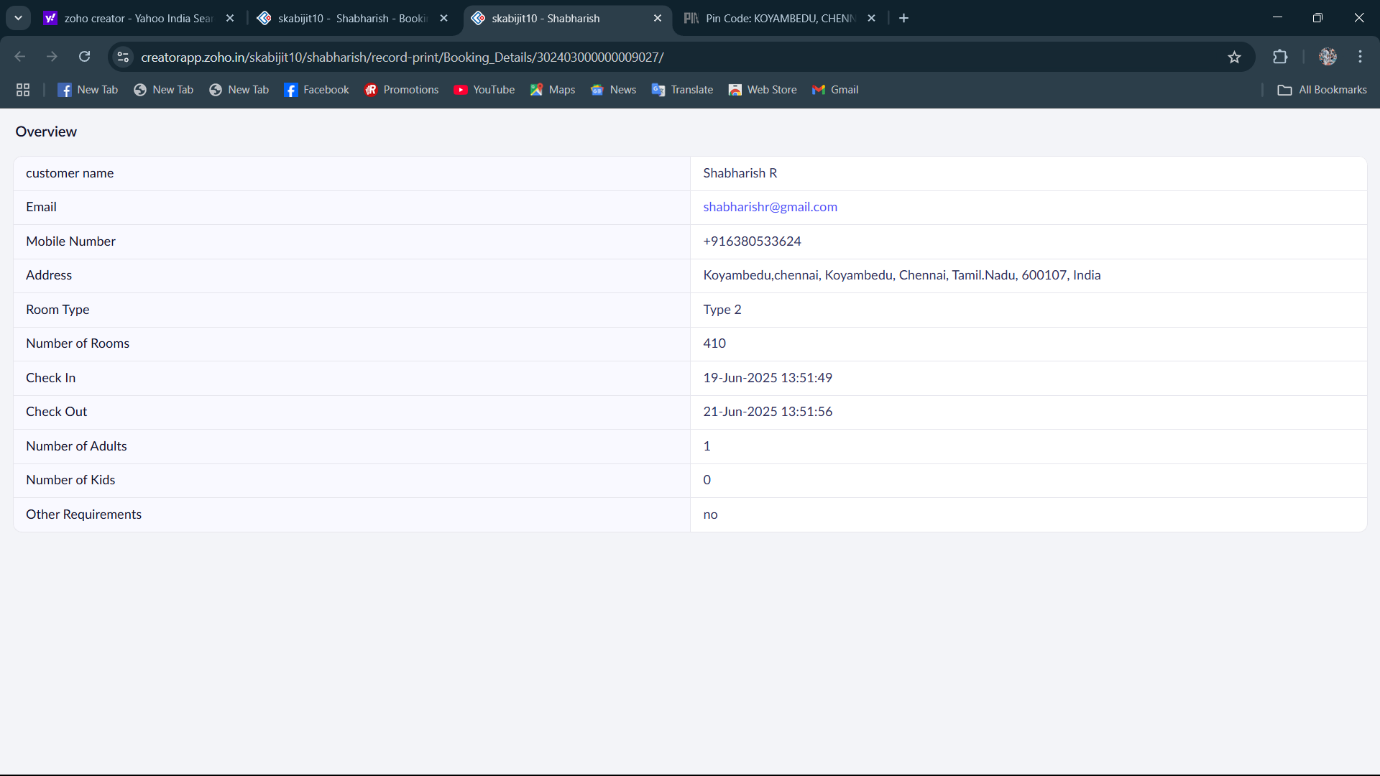 zoho creator - Yahoo India Sear
skabijit10 - Shabharish - Bookin
skabijit10 - Shabharish
Pin Code: KOYAMBEDU, CHENN
creatorapp.zoho.in/skabijit10/shabharish/record-print/Booking_Details/302403000000009027/
New Tab New Tab New Tab Facebook Promotions YouTube Maps News Translate Web Store Gmail All Bookmarks
Overview
customer name Shabharish R
Email shabharishr@gmail.com
Mobile Number +916380533624
Address Koyambedu,chennai, Koyambedu, Chennai, Tamil.Nadu, 600107, India
Room Type Type 2
Number of Rooms 410
Check In 19-Jun-2025 13:51:49
Check Out 21-Jun-2025 13:51:56
Number of Adults 1
Number of Kids 0
Other Requirements no